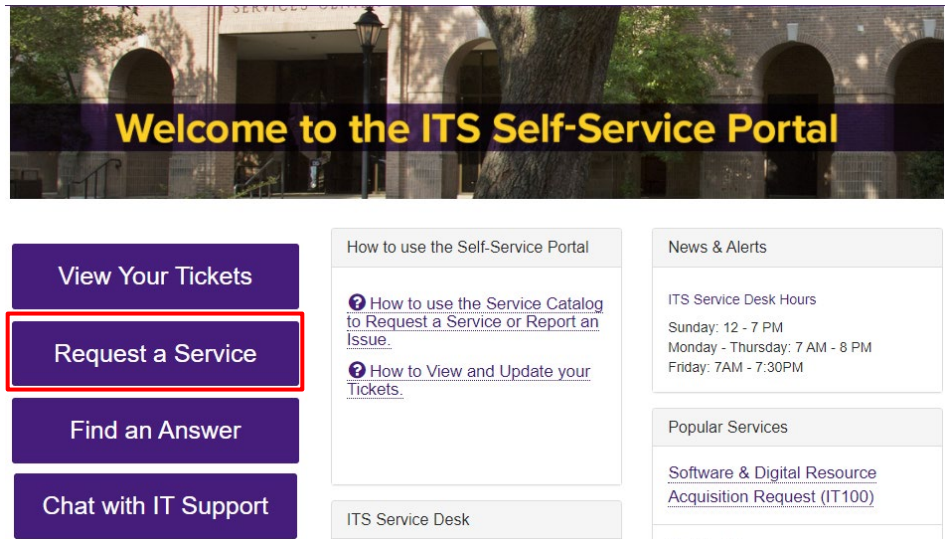 SERVICES
Welcome to the ITS Self-Service Portal
View Your Tickets
Request a Service
Find an Answer
Chat with IT Support
How to use the Self-Service Portal
How to use the Service Catalog
to Request a Service or Report an
Issue.
How to View and Update your
Tickets.
ITS Service Desk
News & Alerts
ITS Service Desk Hours
Sunday: 12 - 7 PM
Monday - Thursday: 7 AM - 8 PM
Friday: 7AM - 7:30PM
Popular Services
Software & Digital Resource
Acquisition Request (IT100)